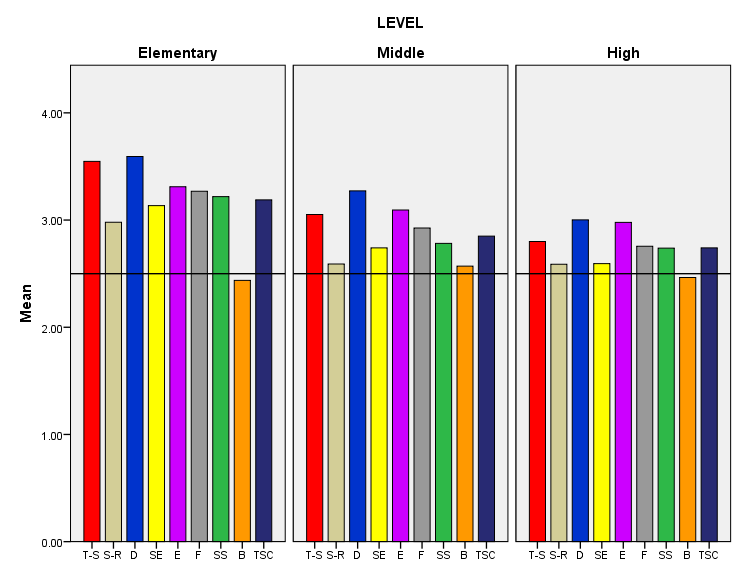 LEVEL
Elementary Middle High
Mean
4.00
3.00
2.00
1.00
0.00
T-S S-R D SE E F SS B TSC T-S S-R D SE E F SS B TSC T-S S-R D SE E F SS B TSC